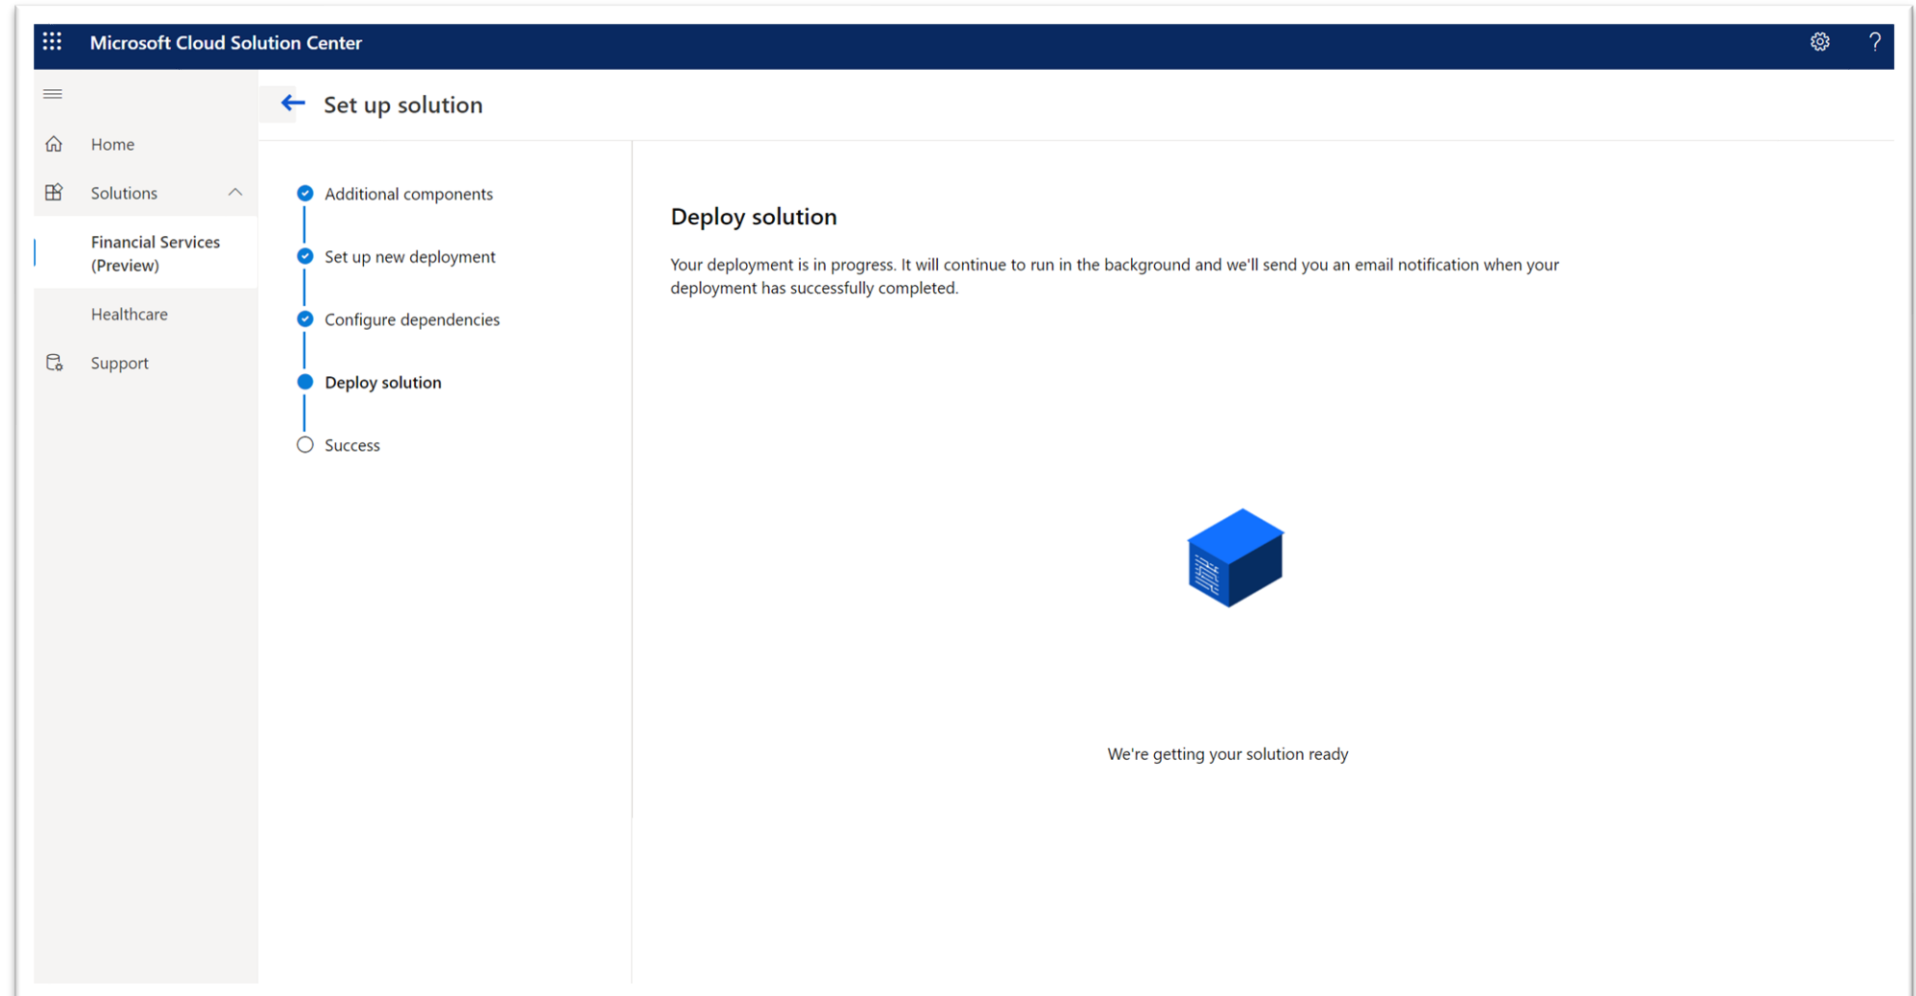 Microsoft Cloud Solution Center
?
Set up solution
Home
Solutions
Financial Services
(Preview)
Healthcare
Support
Additional components
Set up new deployment
Configure dependencies
Deploy solution
Success
Deploy solution
Your deployment is in progress. It will continue to run in the background and we'll send you an email notification when your
deployment has successfully completed.
We're getting your solution ready